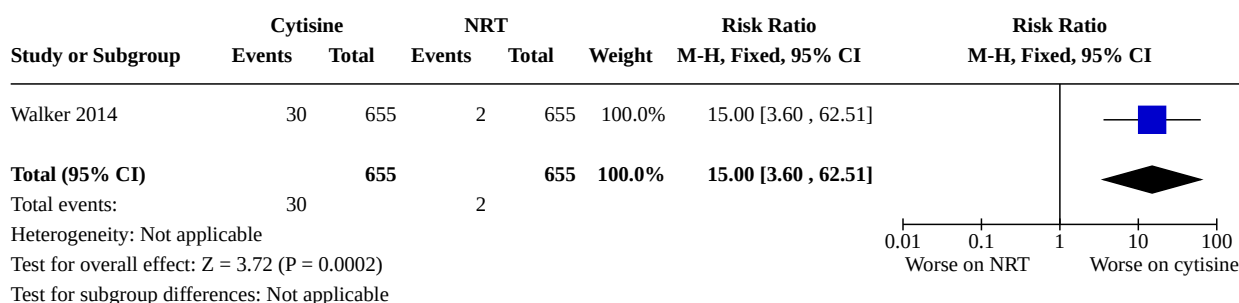 Cytisine NRT Risk Ratio Risk Ratio
Study or Subgroup Events Total Events Total Weight M-H, Fixed, 95% CI M-H, Fixed, 95% CI
Walker 2014 30 655 2 655 100.0% 15.00 [3.60 , 62.51]
Total (95% CI) 655 655 100.0% 15.00 [3.60 , 62.51]
Total events: 30 2
Heterogeneity: Not applicable
0.01 0.1 1 10 100
Test for overall effect: Z = 3.72 (P = 0.0002) Worse on NRT Worse on cytisine
Test for subgroup differences: Not applicable